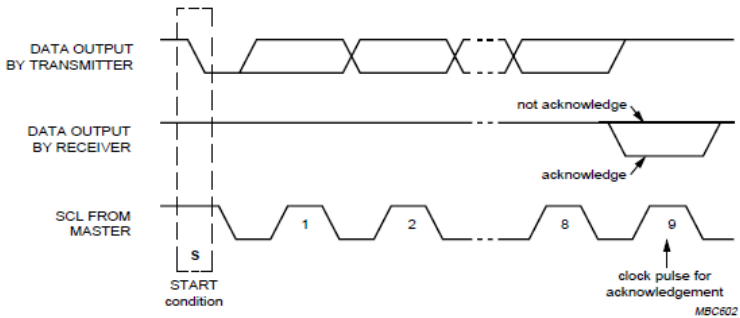 DATA OUTPUT
BY TRANSMITTER
not acknowledge
DATA OUTPUT
BY RECEIVER
acknowledge
SCL FROM
MASTER
1
2
8
9
S
START
condition
clock pulse for
acknowledgement
MBC602